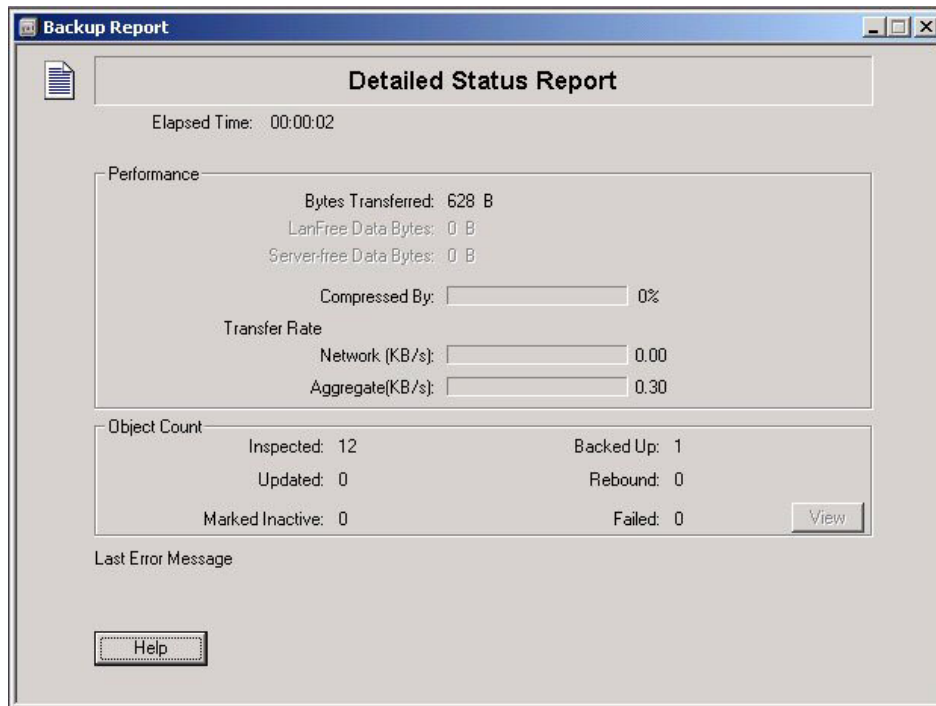 Backup Report
Detailed Status Report
Elapsed Time: 00:00:02
Performance
Bytes Transferred: 628 B
LanFree Data Bytes: 0 B
Server-free Data Bytes: 0 B
Compressed By: 0%
Transfer Rate
Network (KB/s): 0.00
Aggregate(KB/s): 0.30
Object Count
Inspected: 12 Backed Up: 1
Updated: 0 Rebound: 0
Marked Inactive: 0 Failed: 0 View
Last Error Message
Help